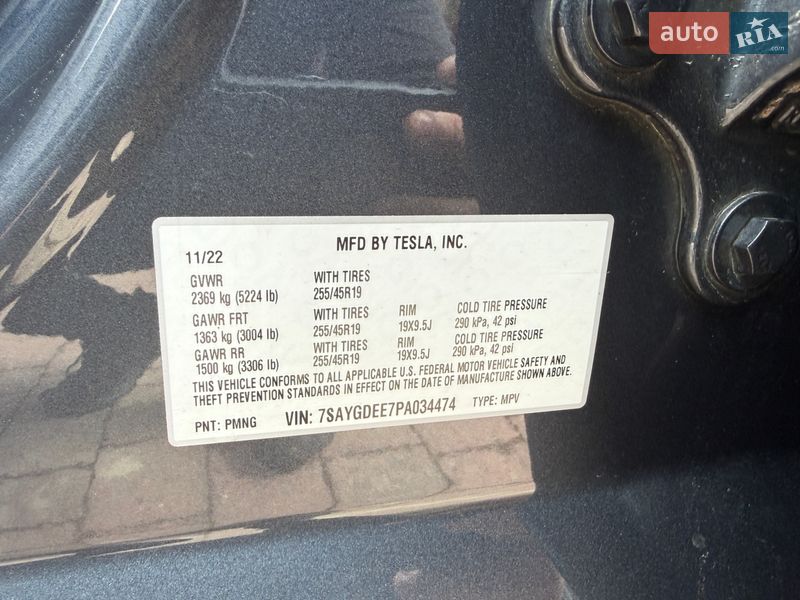 auto RIA .com
MFD BY TESLA, INC.
11/22
GVWR WITH TIRES
2369 kg (5224 lb) 255/45R19
GAWR FRT WITH TIRES RIM COLD TIRE PRESSURE
1363 kg (3004 lb) 255/45R19 19X9.5J 290 kPa, 42 psi
GAWR RR WITH TIRES RIM COLD TIRE PRESSURE
1500 kg (3306 lb) 255/45R19 19X9.5J 290 kPa, 42 psi
THIS VEHICLE CONFORMS TO ALL APPLICABLE U.S. FEDERAL MOTOR VEHICLE SAFETY AND
THEFT PREVENTION STANDARDS IN EFFECT ON THE DATE OF MANUFACTURE SHOWN ABOVE.
PNT: PMNG VIN: 7SAYGDEE7PA034474 TYPE: MPV